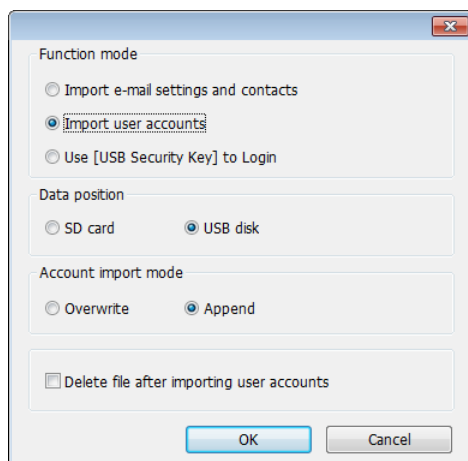 Function mode
Import e-mail settings and contacts
Import user accounts
Use [USB Security Key] to Login
Data position
SD card USB disk
Account import mode
Overwrite Append
Delete file after importing user accounts
OK Cancel